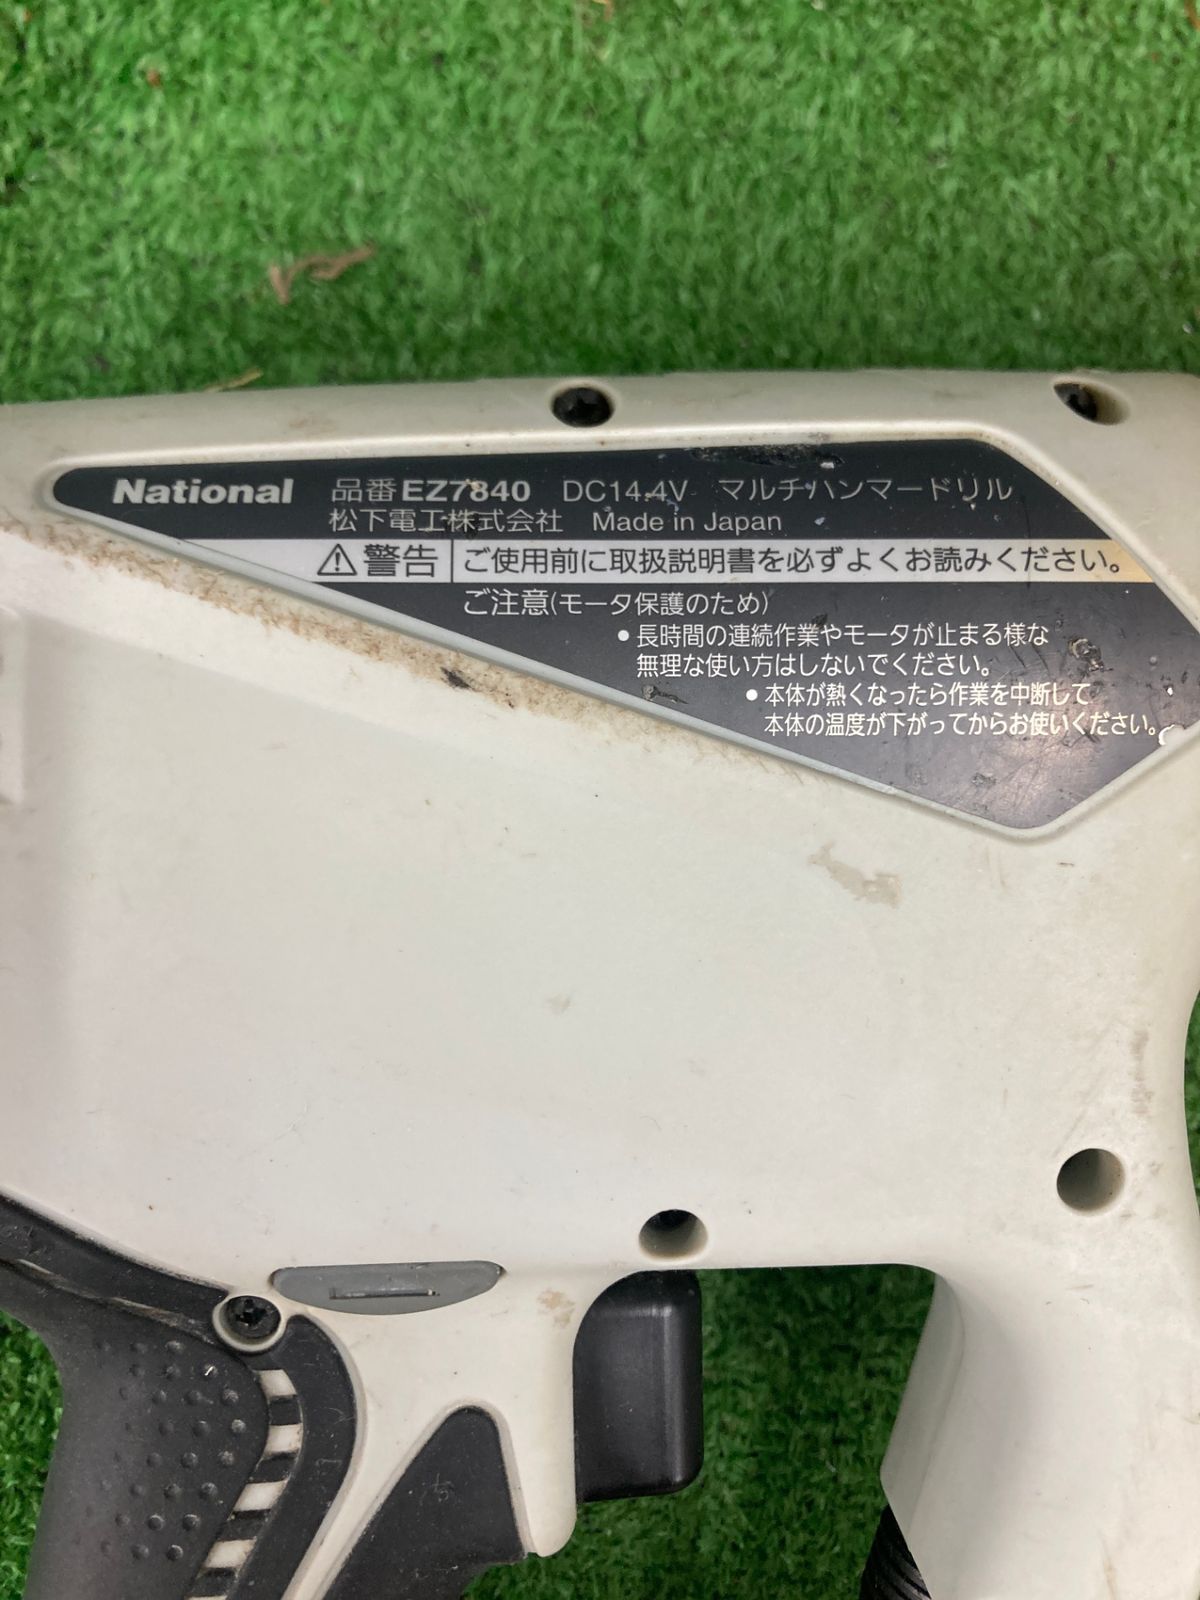 National 品番EZ7840 DC14.4V マルチハンマードリル
松下電工株式会社 Made in Japan
⚠警告 ご使用前に取扱説明書を必ずよくお読みください。
ご注意(モータ保護のため)
●長時間の連続作業やモータが止まる様な
無理な使い方はしないでください。
●本体が熱くなったら作業を中断して
本体の温度が下がってからお使いください。